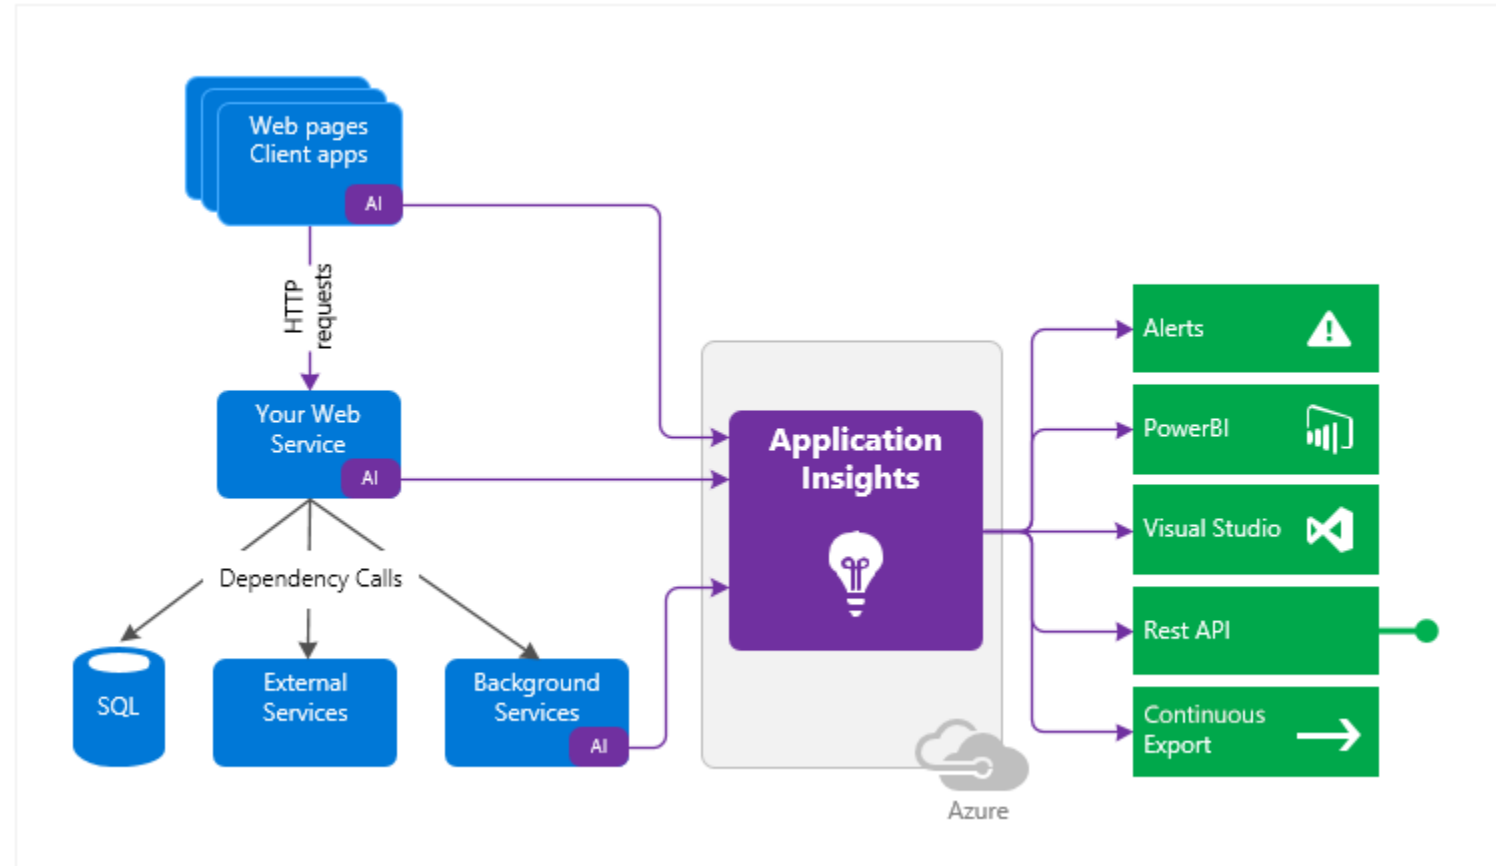 Web pages
Client apps
AI
HTTP
requests
Your Web
Service
AI
Dependency Calls
SQL
External
Services
Background
Services
AI
Application
Insights
Azure
Alerts
PowerBI
Visual Studio
Rest API
Continuous
Export